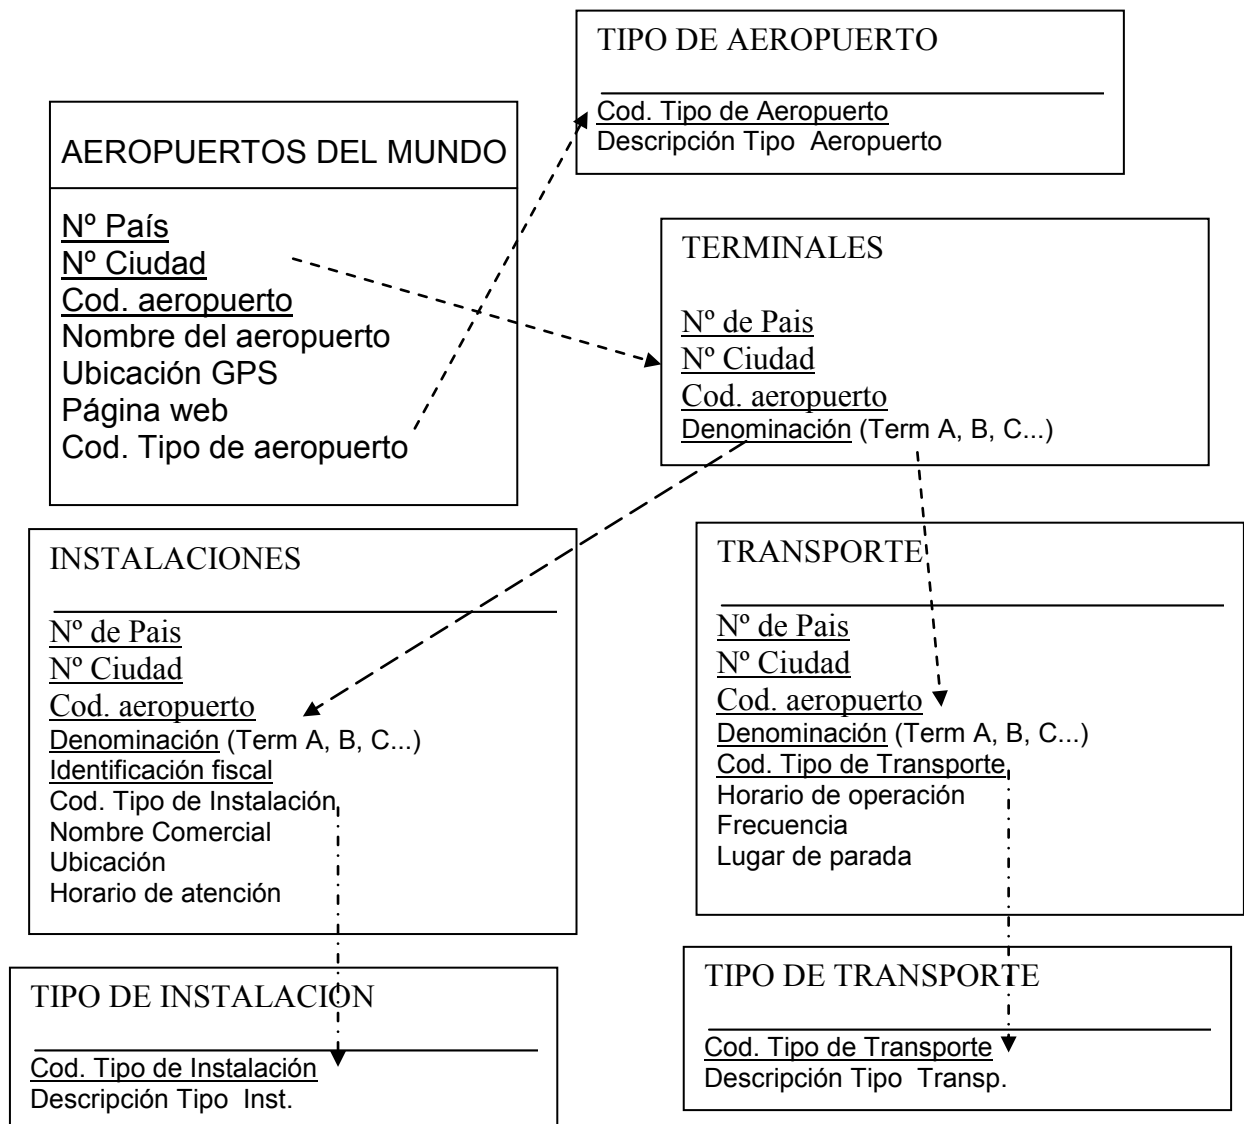 TIPO DE AEROPUERTO
Cod. Tipo de Aeropuerto
Descripción Tipo Aeropuerto
AEROPUERTOS DEL MUNDO
Nº País
Nº Ciudad
Cod. aeropuerto
Nombre del aeropuerto
Ubicación GPS
Página web
Cod. Tipo de aeropuerto
TERMINALES
Nº de Pais
Nº Ciudad
Cod. aeropuerto
Denominación (Term A, B, C...)
INSTALACIONES
Nº de Pais
Nº Ciudad
Cod. aeropuerto
Denominación (Term A, B, C...)
Identificación fiscal
Cod. Tipo de Instalación
Nombre Comercial
Ubicación
Horario de atención
TRANSPORTE
Nº de Pais
Nº Ciudad
Cod. aeropuerto
Denominación (Term A, B, C...)
Cod. Tipo de Transporte
Horario de operación
Frecuencia
Lugar de parada
TIPO DE INSTALACION
Cod. Tipo de Instalación
Descripción Tipo Inst.
TIPO DE TRANSPORTE
Cod. Tipo de Transporte
Descripción Tipo Transp.